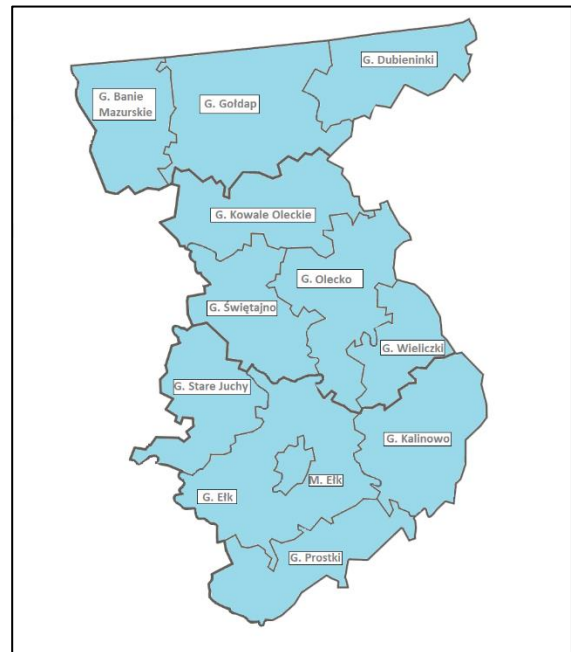 G. Dubieninki
G. Banie
Mazurskie
G. Gołdap
G. Kowale Oleckie
G. Olecko
G. Świętajno
G. Wieliczki
G. Stare Juchy
G. Kalinowo
M. Ełk
G. Ełk
G. Prostki